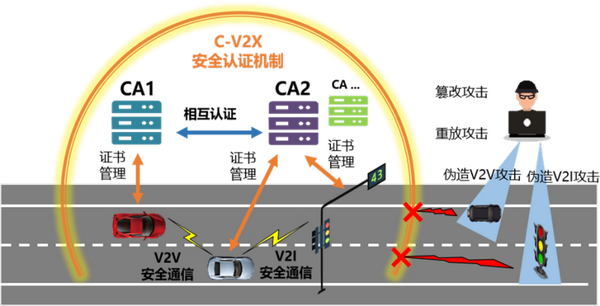 C-V2X
安全认证机制
CA1
CA2
CA ...
相互认证
证书
管理
证书
管理
证书
管理
43
V2V
安全通信
V2I
安全通信
篡改攻击
重放攻击
伪造V2V攻击
伪造V2I攻击